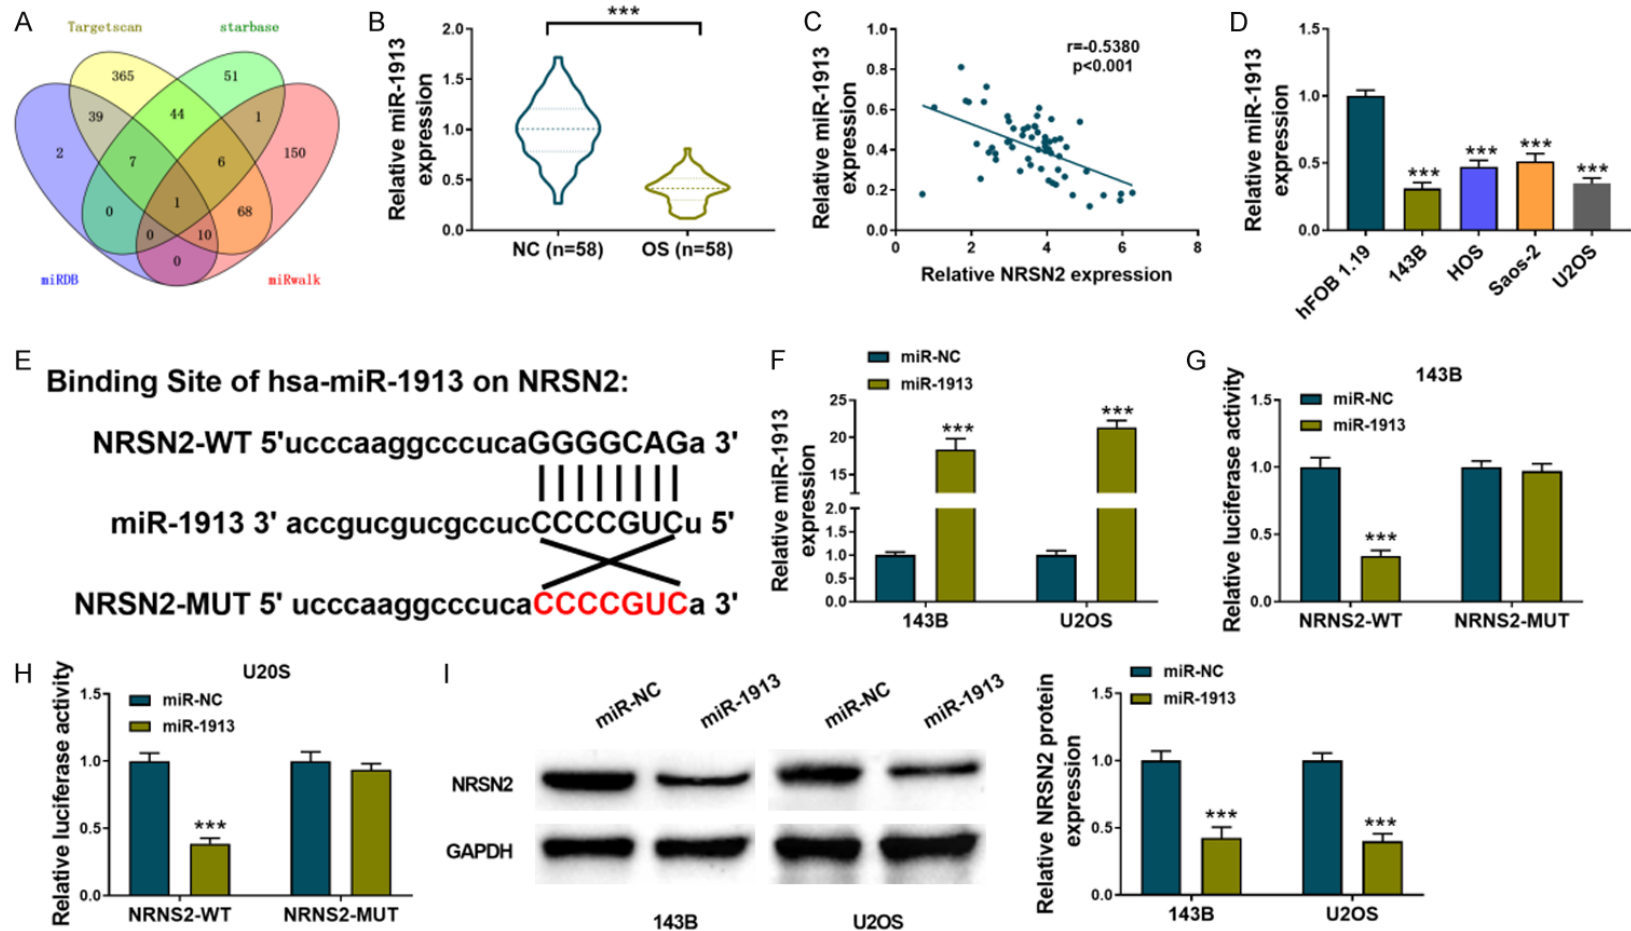 A
Targetscan
starbase
365
51
39
44
1
2
7
6
150
0
1
68
0
10
0
miRDB
miRwalk
B
***
2.0
1.5
1.0
0.5
0.0
Relative miR-1913
expression
NC (n=58)
OS (n=58)
C
1.0
0.8
0.6
0.4
0.2
0.0
Relative miR-1913
expression
r=-0.5380
p<0.001
0
2
4
6
8
Relative NRSN2 expression
D
1.5
1.0
0.5
0.0
Relative miR-1913
expression
***
***
***
***
hFOB 1.19
143B
HOS
Saos-2
U2OS
E
Binding Site of hsa-miR-1913 on NRSN2:
NRSN2-WT 5'ucccaaggcccucaGGGGCAGa 3'
miR-1913 3' accgucgucgccucCCCCGUCu 5'
NRSN2-MUT 5' ucccaaggcccucaCCCCGUCa 3'
F
miR-NC
miR-1913
25
20
15
2.0
1.5
1.0
0.5
0.0
Relative miR-1913
expression
***
***
143B
U2OS
G
143B
miR-NC
miR-1913
1.5
1.0
0.5
0.0
Relative luciferase activity
***
NRNS2-WT
NRNS2-MUT
H
U20S
miR-NC
miR-1913
1.5
1.0
0.5
0.0
Relative luciferase activity
***
NRNS2-WT
NRNS2-MUT
I
miR-NC
miR-1913
miR-NC
miR-1913
NRSN2
GAPDH
143B
U2OS
miR-NC
miR-1913
1.5
1.0
0.5
0.0
Relative NRSN2 protein
expression
***
***
143B
U2OS